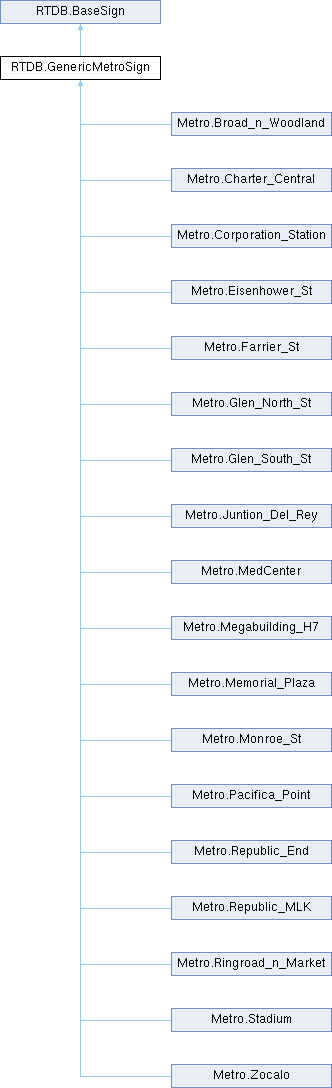 RTDB.BaseSign
RTDB.GenericMetroSign
Metro.Broad_n_Woodland
Metro.Charter_Central
Metro.Corporation_Station
Metro.Eisenhower_St
Metro.Farrier_St
Metro.Glen_North_St
Metro.Glen_South_St
Metro.Juntion_Del_Rey
Metro.MedCenter
Metro.Megabuilding_H7
Metro.Memorial_Plaza
Metro.Monroe_St
Metro.Pacifica_Point
Metro.Republic_End
Metro.Republic_MLK
Metro.Ringroad_n_Market
Metro.Stadium
Metro.Zocalo